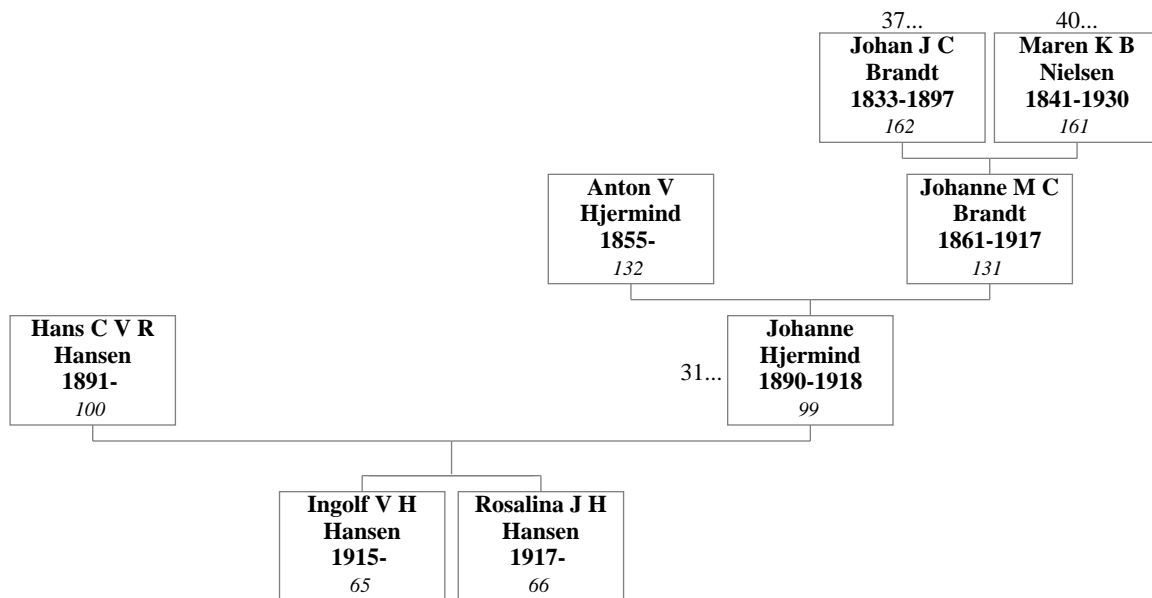 37...
40...
Johan J C
Brandt
1833-1897
162
Maren K B
Nielsen
1841-1930
161
Anton V
Hjermind
1855-
132
Johanne M C
Brandt
1861-1917
131
Hans C V R
Hansen
1891-
100
31...
Johanne
Hjermind
1890-1918
99
Ingolf V H
Hansen
1915-
65
Rosalina J H
Hansen
1917-
66